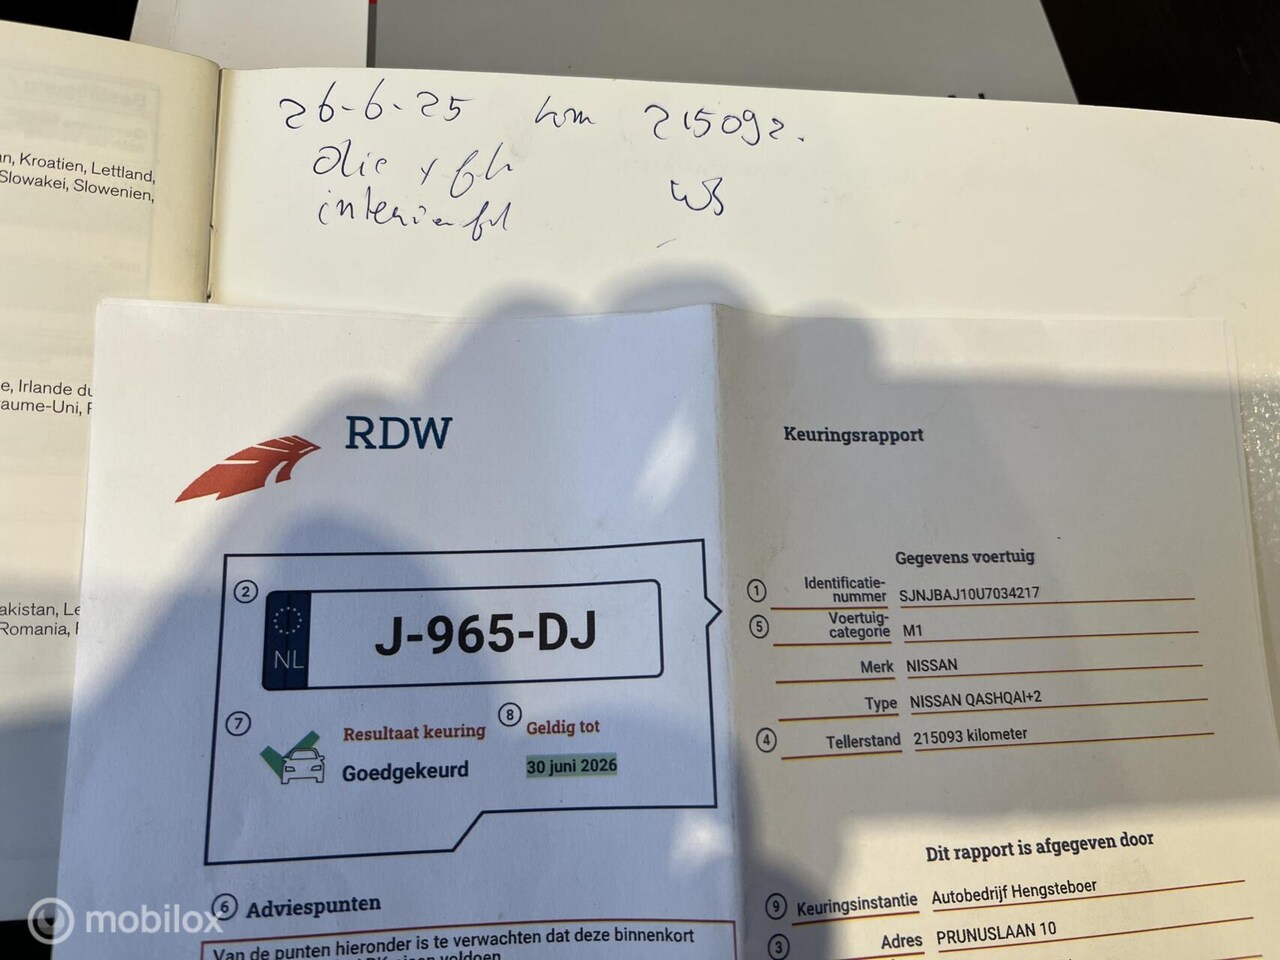 26-6-25 km 215092.
olie + flt
interieurflt
WB
n, Kroatien, Lettland,
Slowakei, Slowenien,
e, Irlande du
aume-Uni, F
akistan, Le
Romania, F
RDW
2
NL J-965-DJ
7 Resultaat keuring
Goedgekeurd
8 Geldig tot
30 juni 2026
6 Adviespunten
Van de punten hieronder is te verwachten dat deze binnenkort
voldoen.
Keuringsrapport
Gegevens voertuig
1 Identificatie-
nummer SJNJBAJ10U7034217
5 Voertuig-
categorie M1
Merk NISSAN
Type NISSAN QASHQAI+2
4 Tellerstand 215093 kilometer
Dit rapport is afgegeven door
9 Keuringsinstantie Autobedrijf Hengsteboer
3 Adres PRUNUSLAAN 10
mobilox